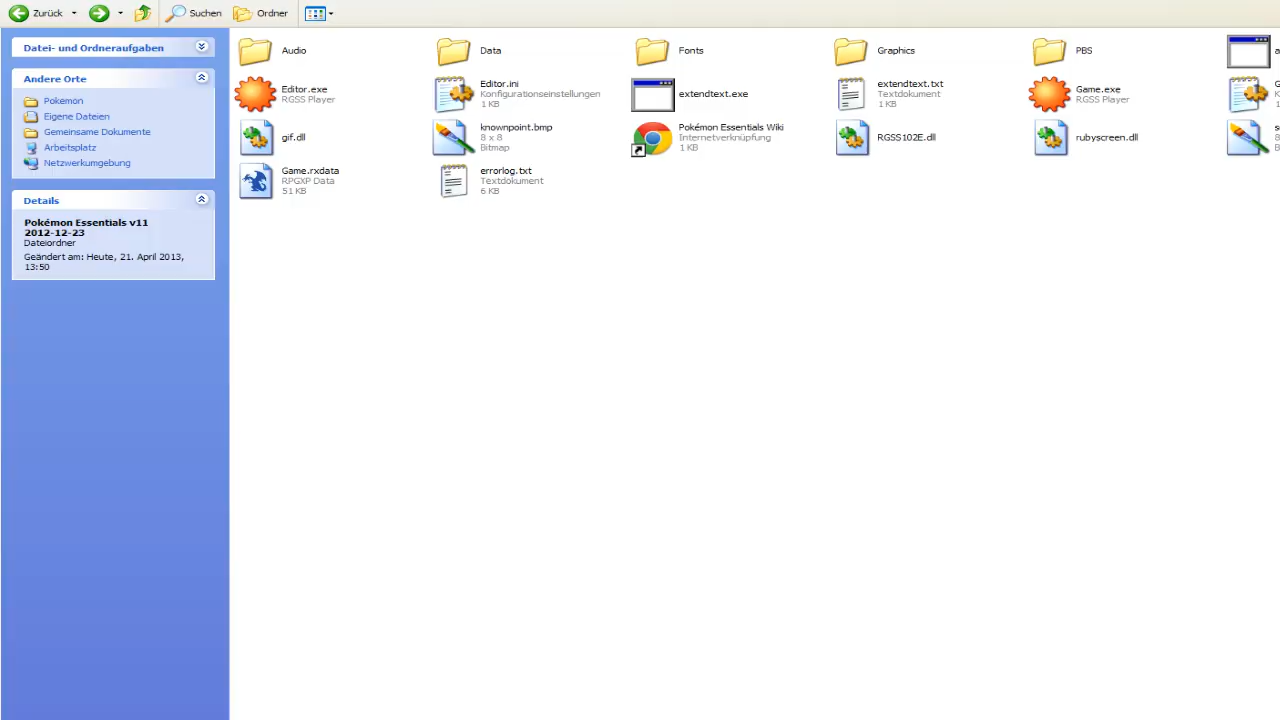 Zurück
Suchen
Ordner
Datei- und Ordneraufgaben
Andere Orte
Pokemon
Eigene Dateien
Gemeinsame Dokumente
Arbeitsplatz
Netzwerkumgebung
Details
Pokémon Essentials v11
2012-12-23
Dateiordner
Geändert am: Heute, 21. April 2013,
13:50
Audio
Data
Fonts
Graphics
PBS
Editor.exe
RGSS Player
Editor.ini
Konfigurationseinstellungen
1 KB
extendtext.exe
extendtext.txt
Textdokument
1 KB
Game.exe
RGSS Player
gif.dll
knownpoint.bmp
8 x 8
Bitmap
Pokémon Essentials Wiki
Internetverknüpfung
1 KB
RGSS102E.dll
rubyscreen.dll
Game.rxdata
RPGXP Data
51 KB
errorlog.txt
Textdokument
6 KB